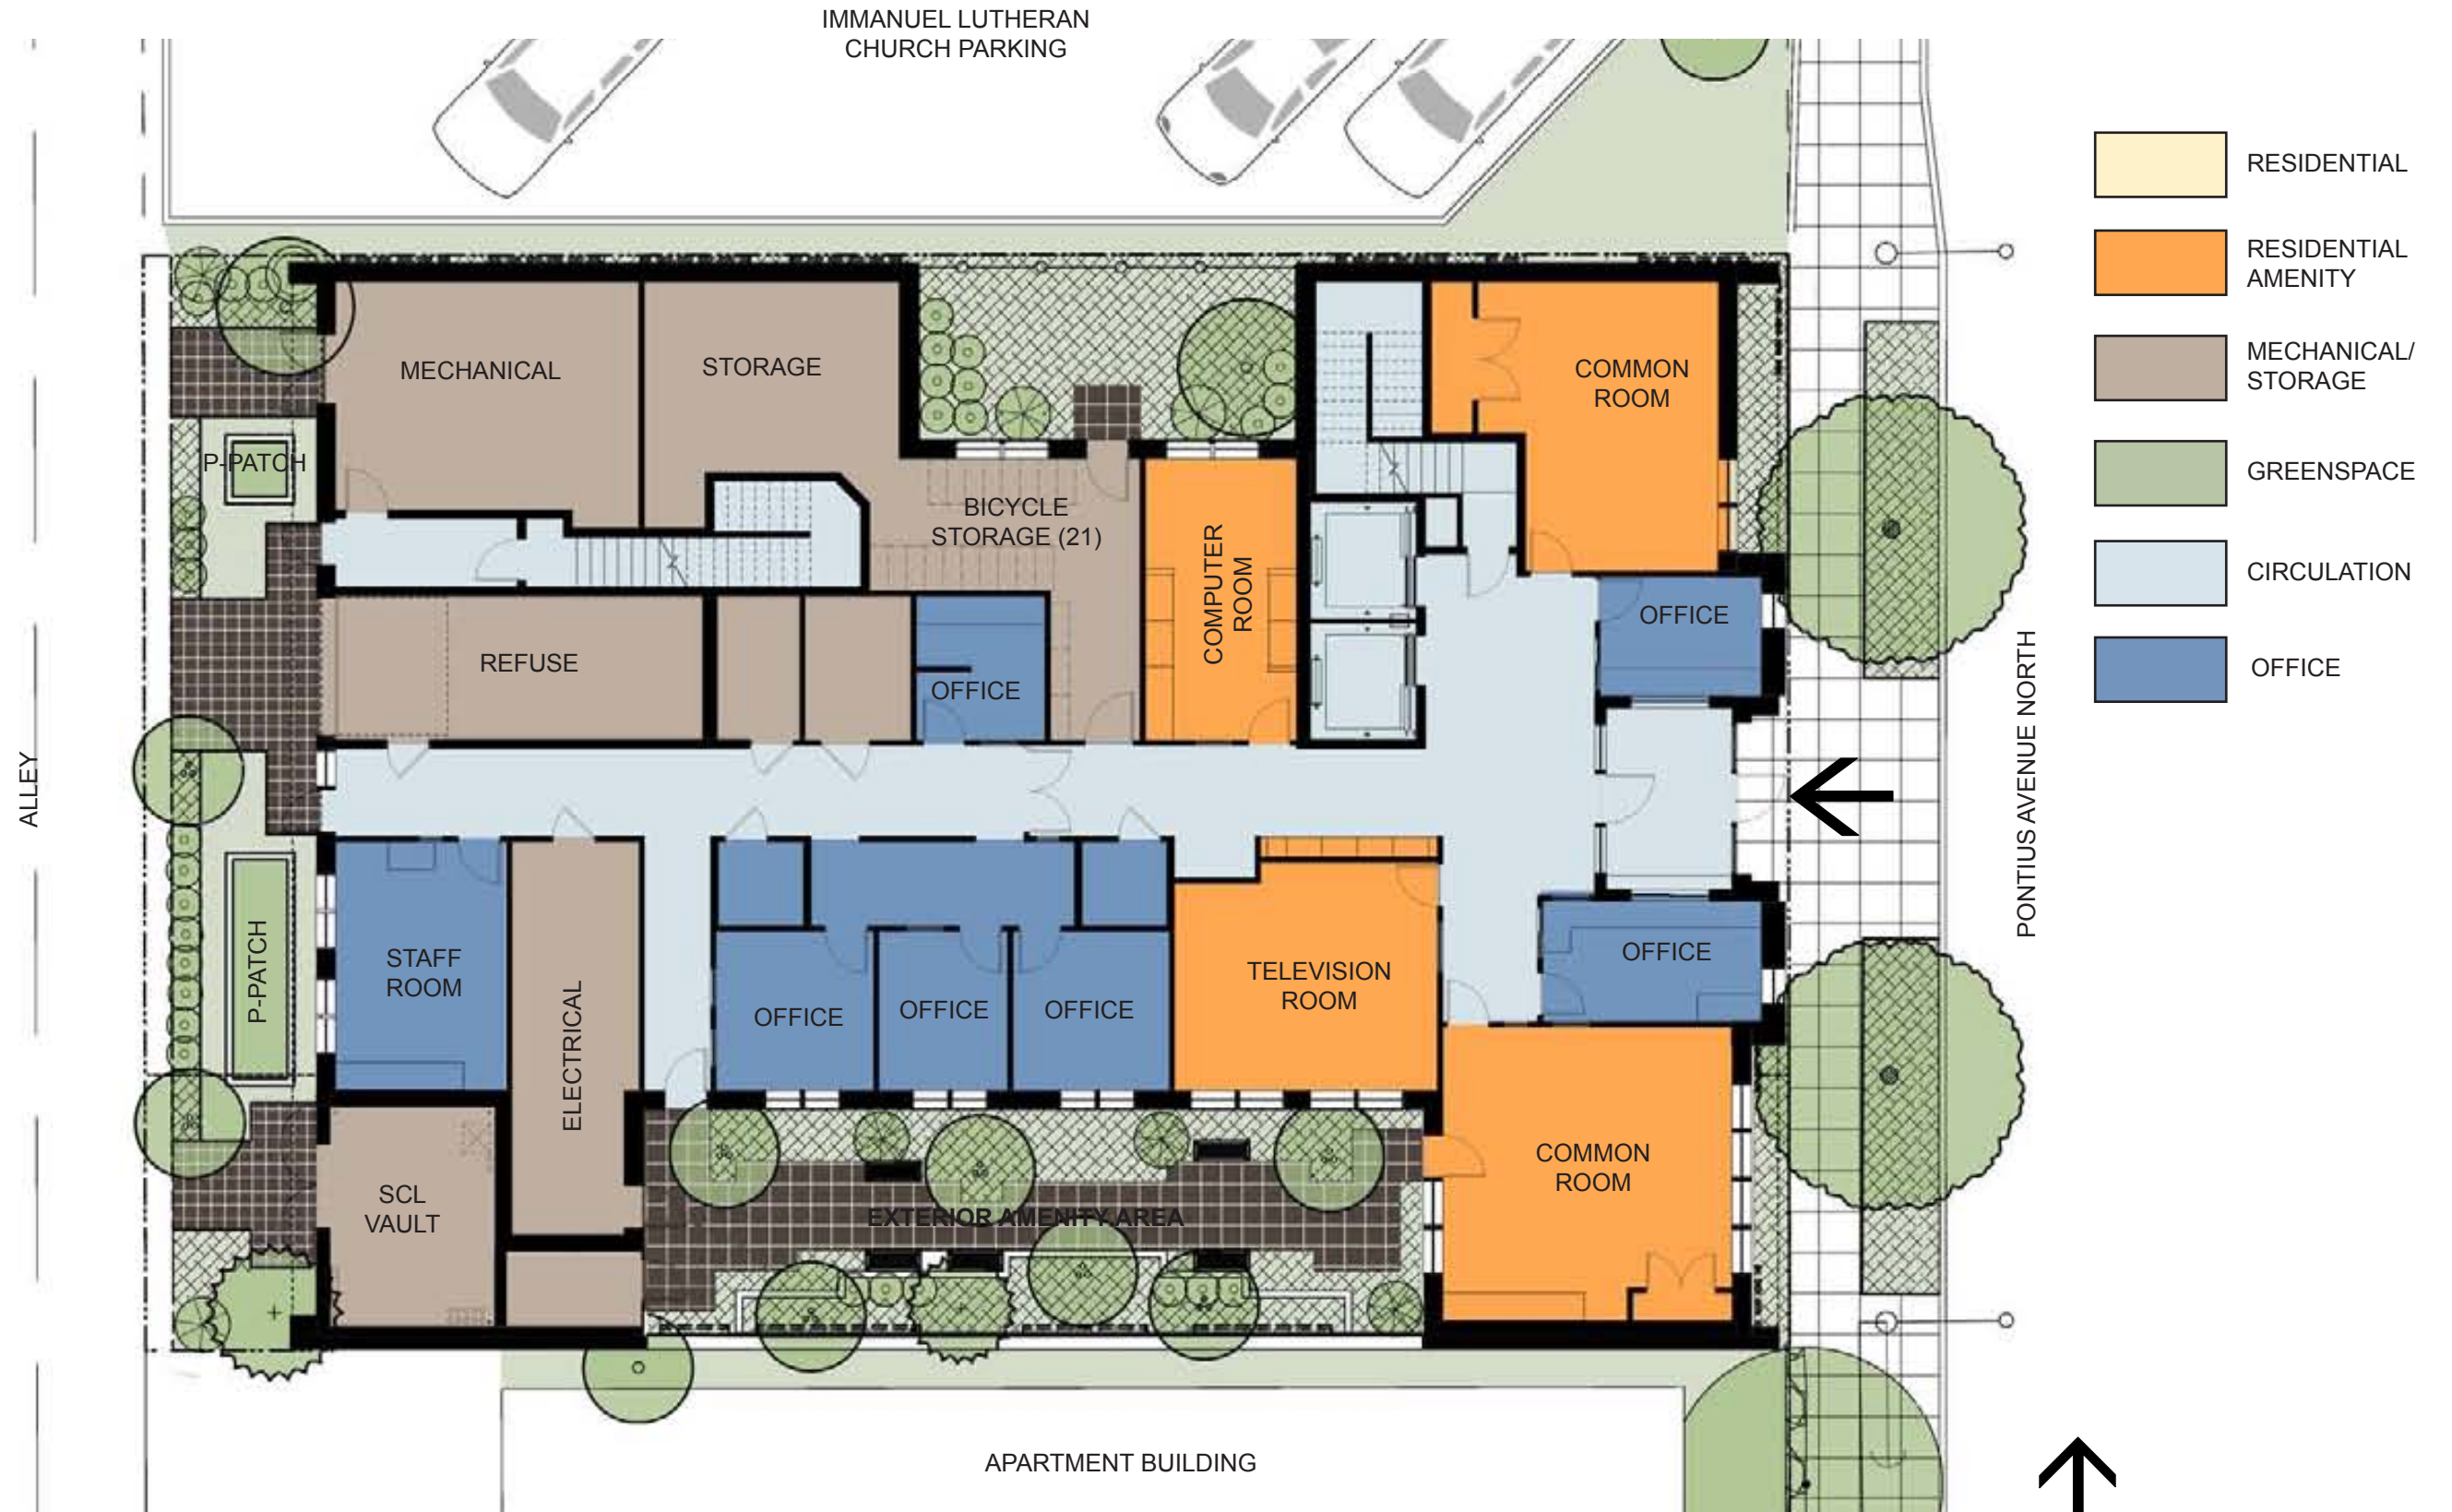 IMMANUEL LUTHERAN
CHURCH PARKING
RESIDENTIAL
RESIDENTIAL
AMENITY
MECHANICAL/
STORAGE
GREENSPACE
CIRCULATION
OFFICE
MECHANICAL
STORAGE
COMMON
ROOM
P-PATCH
BICYCLE
STORAGE (21)
COMPUTER
ROOM
OFFICE
REFUSE
OFFICE
ALLEY
PONTIUS AVENUE NORTH
STAFF
ROOM
ELECTRICAL
P-PATCH
OFFICE
OFFICE
OFFICE
TELEVISION
ROOM
OFFICE
COMMON
ROOM
SCL
VAULT
EXTERIOR AMENITY AREA
APARTMENT BUILDING